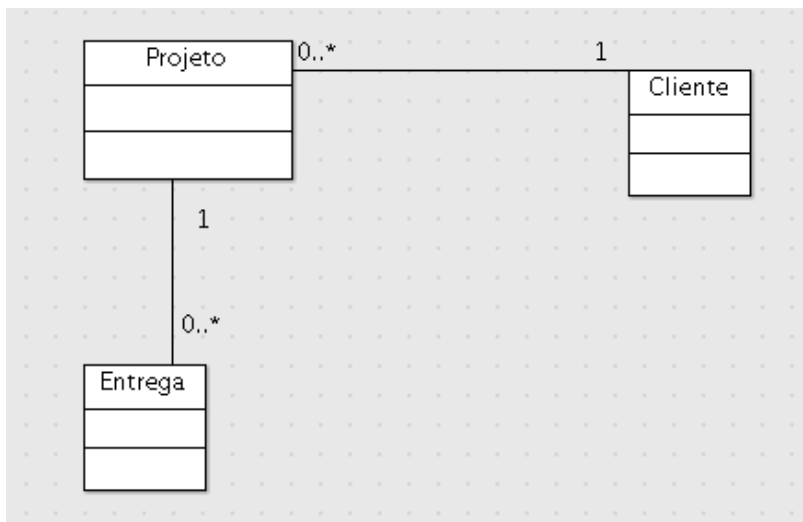 Projeto
0..*
1
Cliente
1
0..*
Entrega